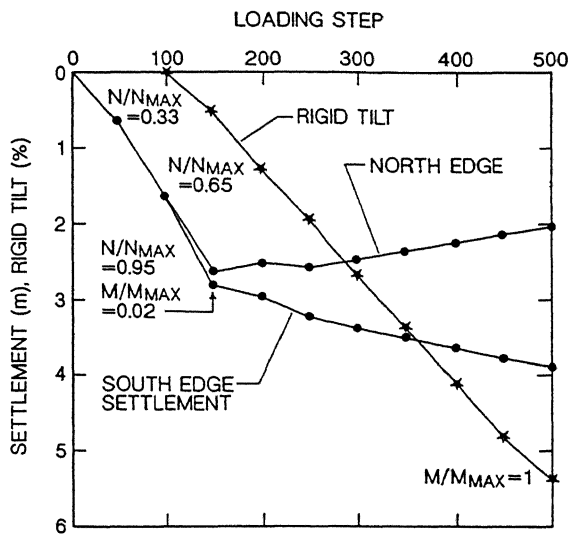 LOADING STEP
0 100 200 300 400 500
SETTLEMENT (m), RIGID TILT (%)
0
1
2
3
4
5
6
N/NMAX
=0.33
RIGID TILT
N/NMAX
=0.65
NORTH EDGE
N/NMAX
=0.95
M/MMAX
=0.02
SOUTH EDGE
SETTLEMENT
M/MMAX=1